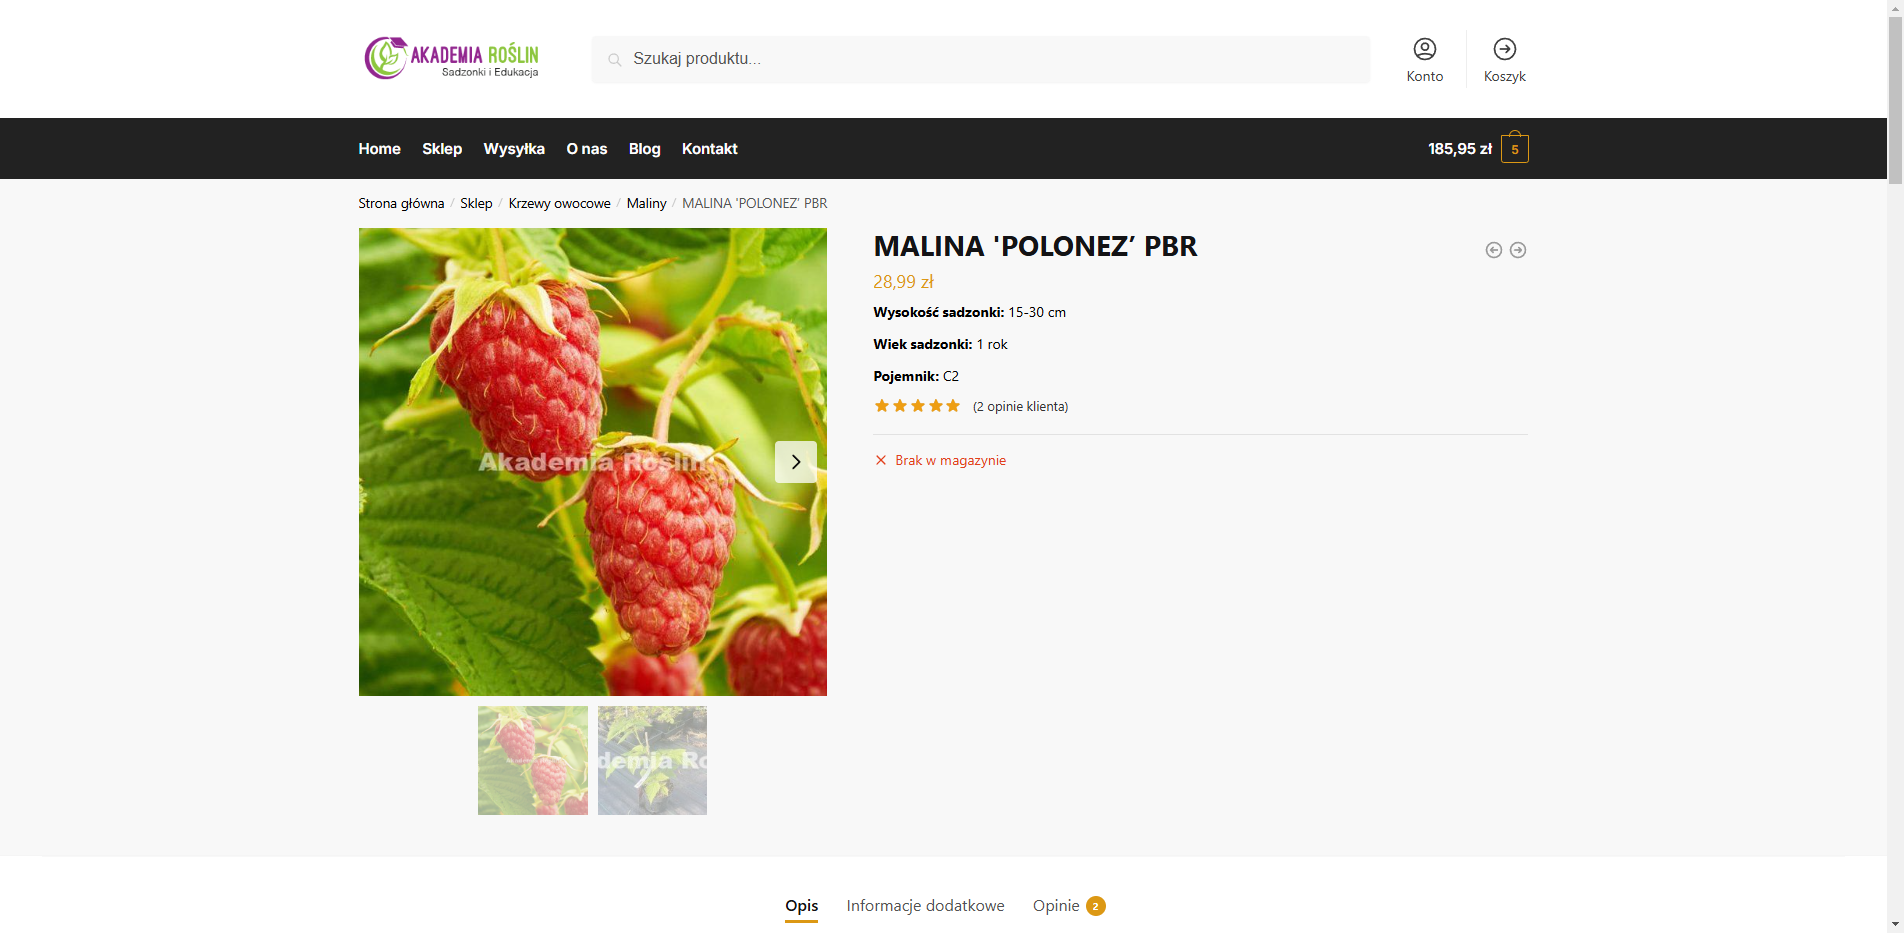 AKADEMIA ROŚLIN
Sadzonki i Edukacja
Szukaj produktu...
Konto
Koszyk
Home
Sklep
Wysyłka
O nas
Blog
Kontakt
185,95 zł
5
Strona główna / Sklep / Krzewy owocowe / Maliny / MALINA 'POLONEZ’ PBR
Akademia Roślin
MALINA 'POLONEZ’ PBR
28,99 zł
Wysokość sadzonki: 15-30 cm
Wiek sadzonki: 1 rok
Pojemnik: C2
(2 opinie klienta)
Brak w magazynie
Opis
Informacje dodatkowe
Opinie 2